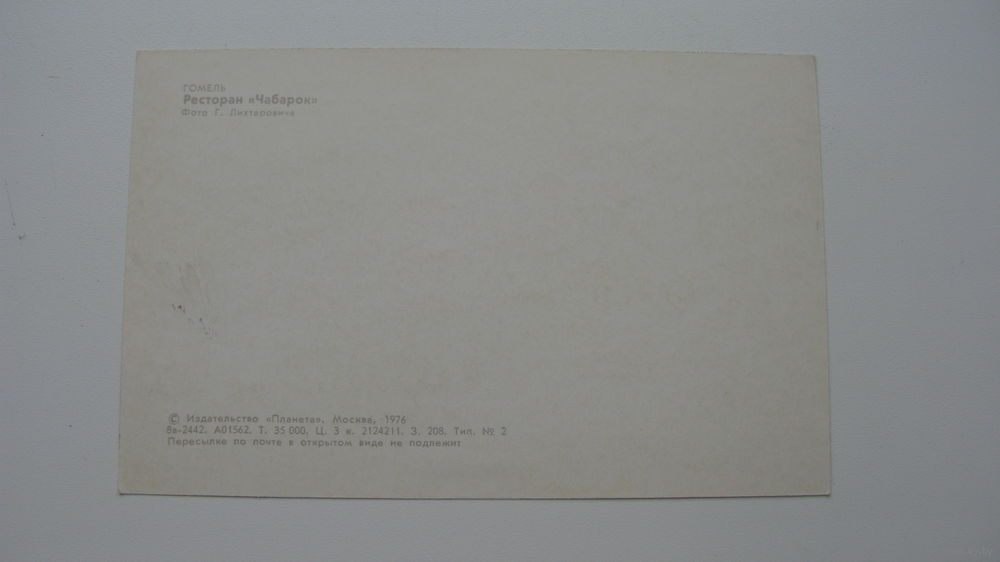 ГОМЕЛЬ
Ресторан «Чабарок»
Фото Г. Лихтаровича
© Издательство «Планета». Москва, 1976
8в-2442. А01562. Т. 35 000. Ц. 3 к. 2124211. З. 208. Тип. № 2
Пересылке по почте в открытом виде не подлежит